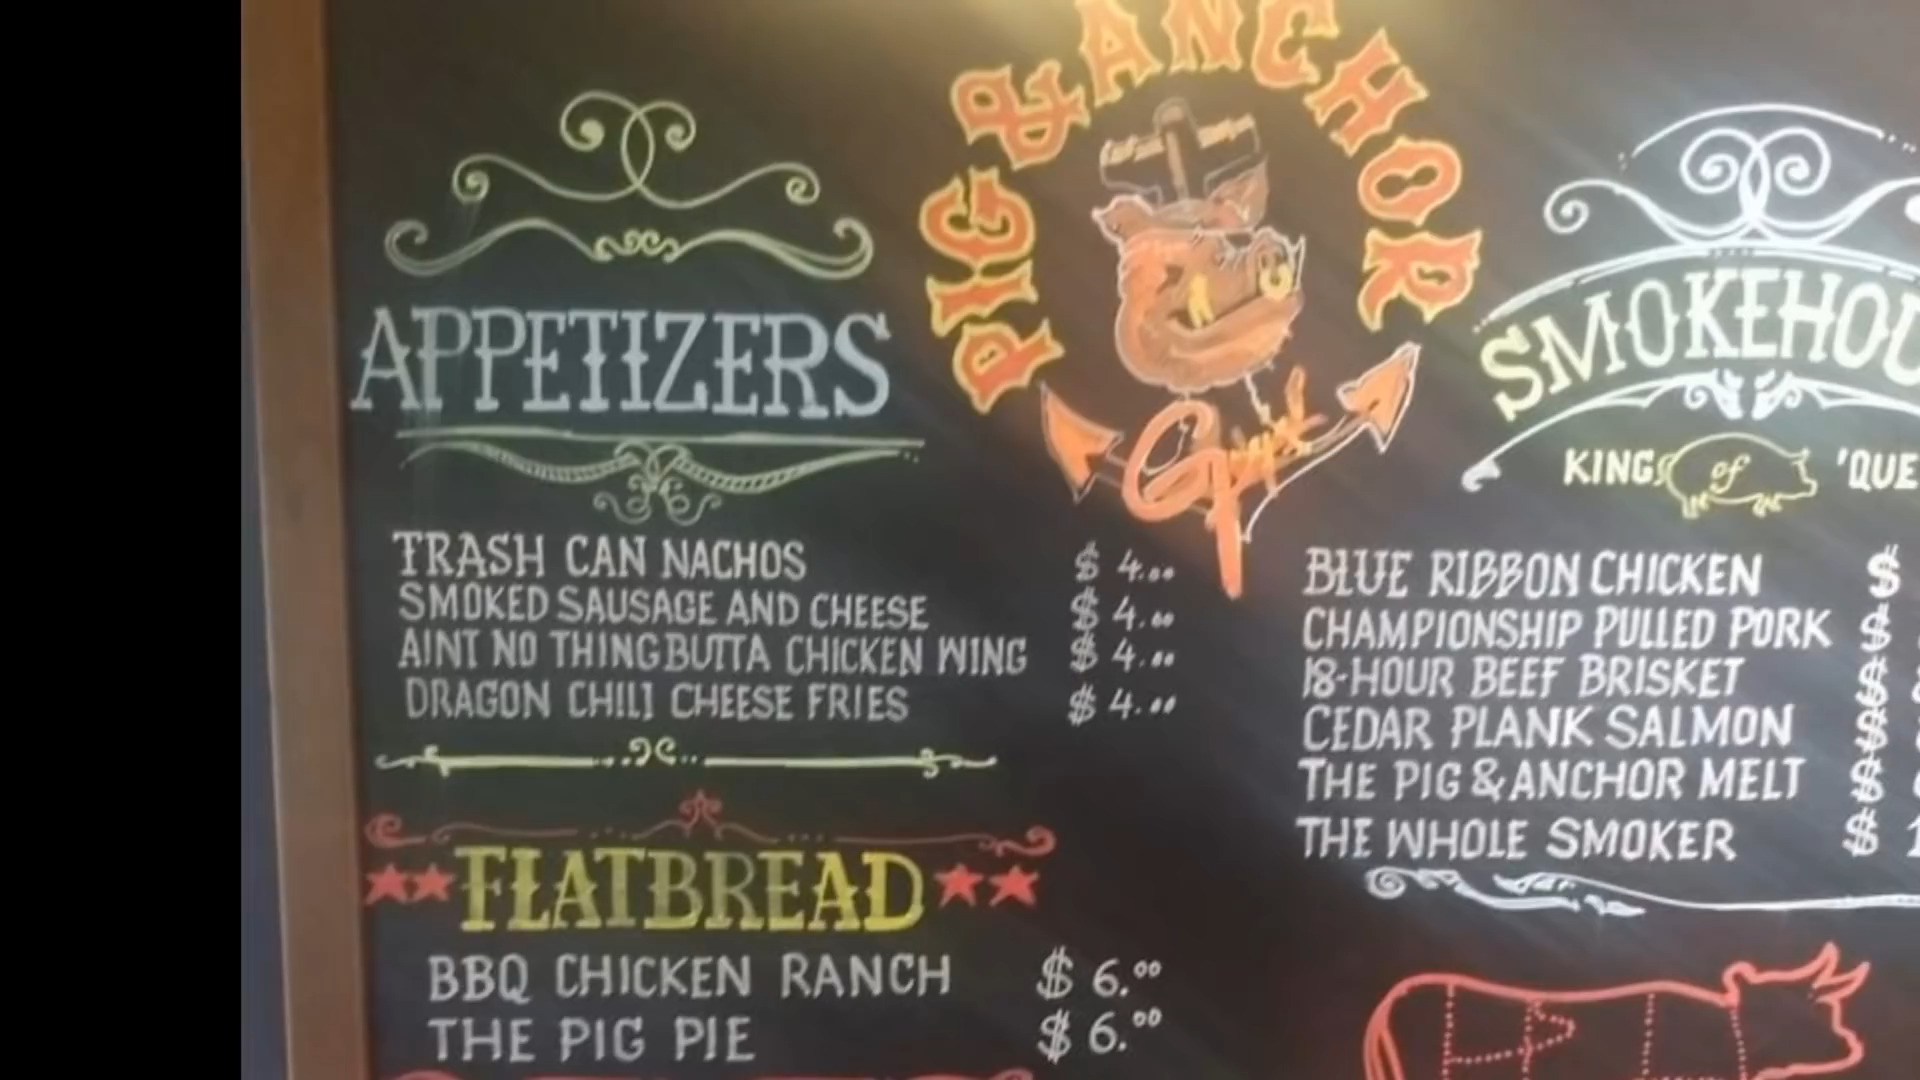 PIG & ANCHOR
APPETIZERS
TRASH CAN NACHOS $ 4.00
SMOKED SAUSAGE AND CHEESE $ 4.00
AINT NO THING BUTTA CHICKEN WING $ 4.00
DRAGON CHILI CHEESE FRIES $ 4.00
FLATBREAD
BBQ CHICKEN RANCH $ 6.00
THE PIG PIE $ 6.00
SMOKEHOU
KING of 'QUE
BLUE RIBBON CHICKEN $
CHAMPIONSHIP PULLED PORK $
18-HOUR BEEF BRISKET $
CEDAR PLANK SALMON $
THE PIG & ANCHOR MELT $
THE WHOLE SMOKER $ 1